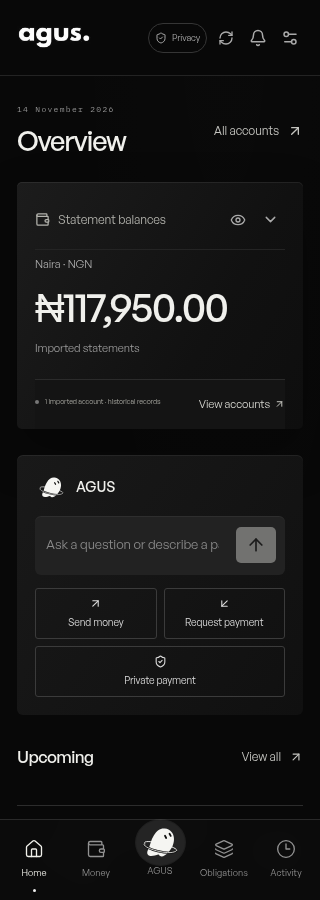 agus.
Privacy
14 November 2026
Overview
All accounts
Statement balances
Naira · NGN
₦117,950.00
Imported statements
1 imported account · historical records
View accounts
AGUS
Ask a question or describe a p
Send money
Request payment
Private payment
Upcoming
View all
Home
Money
AGUS
Obligations
Activity